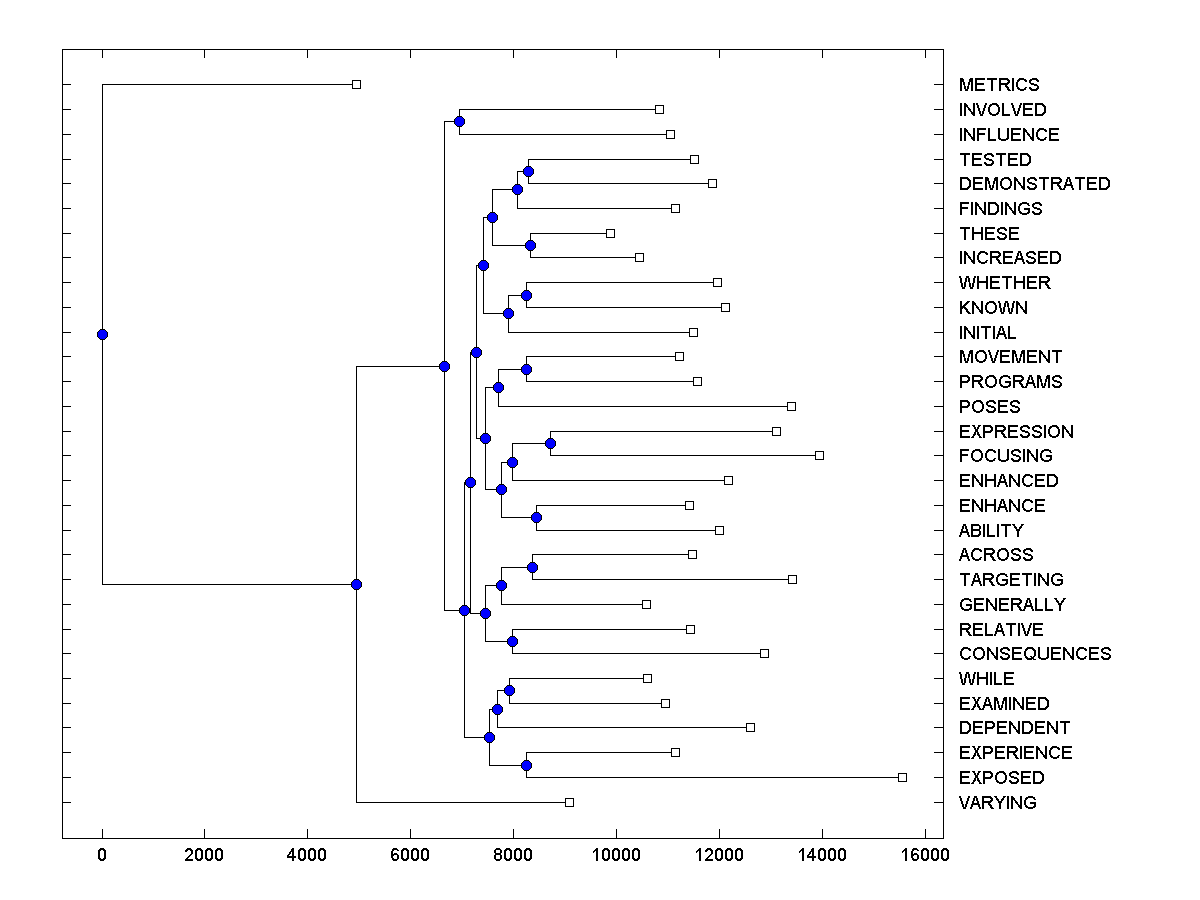 METRICS
INVOLVED
INFLUENCE
TESTED
DEMONSTRATED
FINDINGS
THESE
INCREASED
WHETHER
KNOWN
INITIAL
MOVEMENT
PROGRAMS
POSES
EXPRESSION
FOCUSING
ENHANCED
ENHANCE
ABILITY
ACROSS
TARGETING
GENERALLY
RELATIVE
CONSEQUENCES
WHILE
EXAMINED
DEPENDENT
EXPERIENCE
EXPOSED
VARYING
0 2000 4000 6000 8000 10000 12000 14000 16000